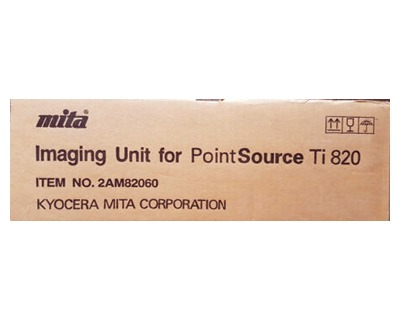 mita®
Imaging Unit for PointSource Ti 820
ITEM NO. 2AM82060
KYOCERA MITA CORPORATION